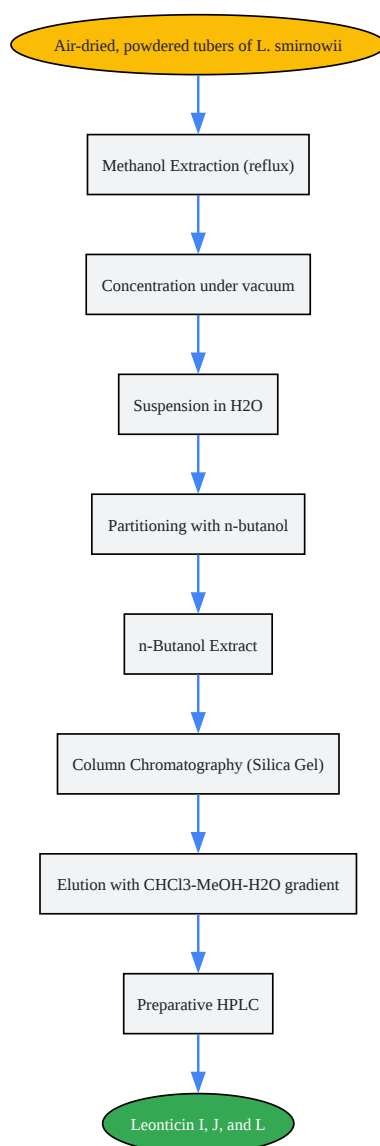 Air-dried, powdered tubers of L. smirnowii
Methanol Extraction (reflux)
Concentration under vacuum
Suspension in H2O
Partitioning with n-butanol
n-Butanol Extract
Column Chromatography (Silica Gel)
Elution with CHCl3-MeOH-H2O gradient
Preparative HPLC
Leonticin I, J, and L